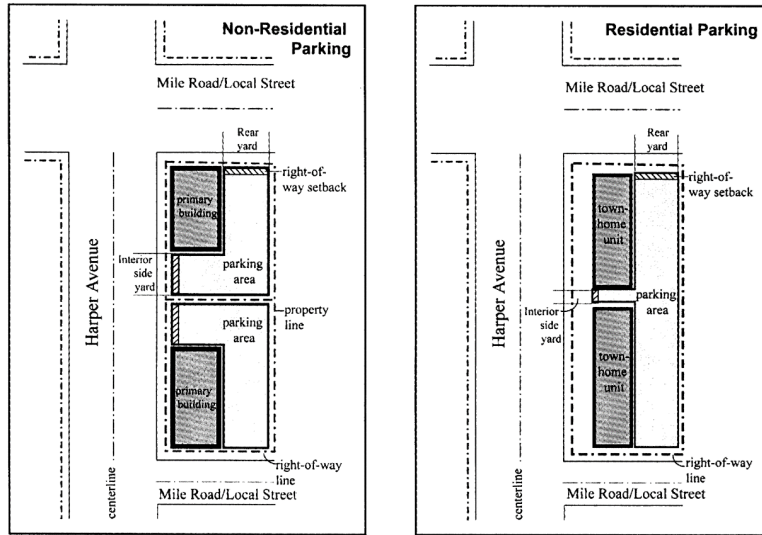 Non-Residential
Parking
Mile Road/Local Street
Rear
yard
right-of-
way setback
primary
building
Harper Avenue
Interior
side
yard
parking
area
property
line
parking
area
primary
building
right-of-way
line
centerline
Mile Road/Local Street
Residential Parking
Mile Road/Local Street
Rear
yard
right-of-
way setback
town-
home
unit
Harper Avenue
parking
area
Interior
side
yard
town-
home
unit
right-of-way
line
centerline
Mile Road/Local Street